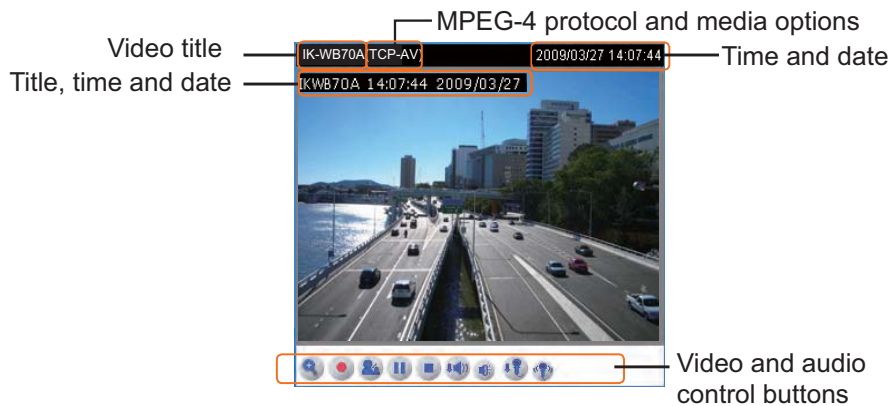 MPEG-4 protocol and media options
Video title
IK-WB70A
(TCP-AV)
2009/03/27 14:07:44
Time and date
Title, time and date
IKWB70A 14:07:44 2009/03/27
Video and audio
control buttons